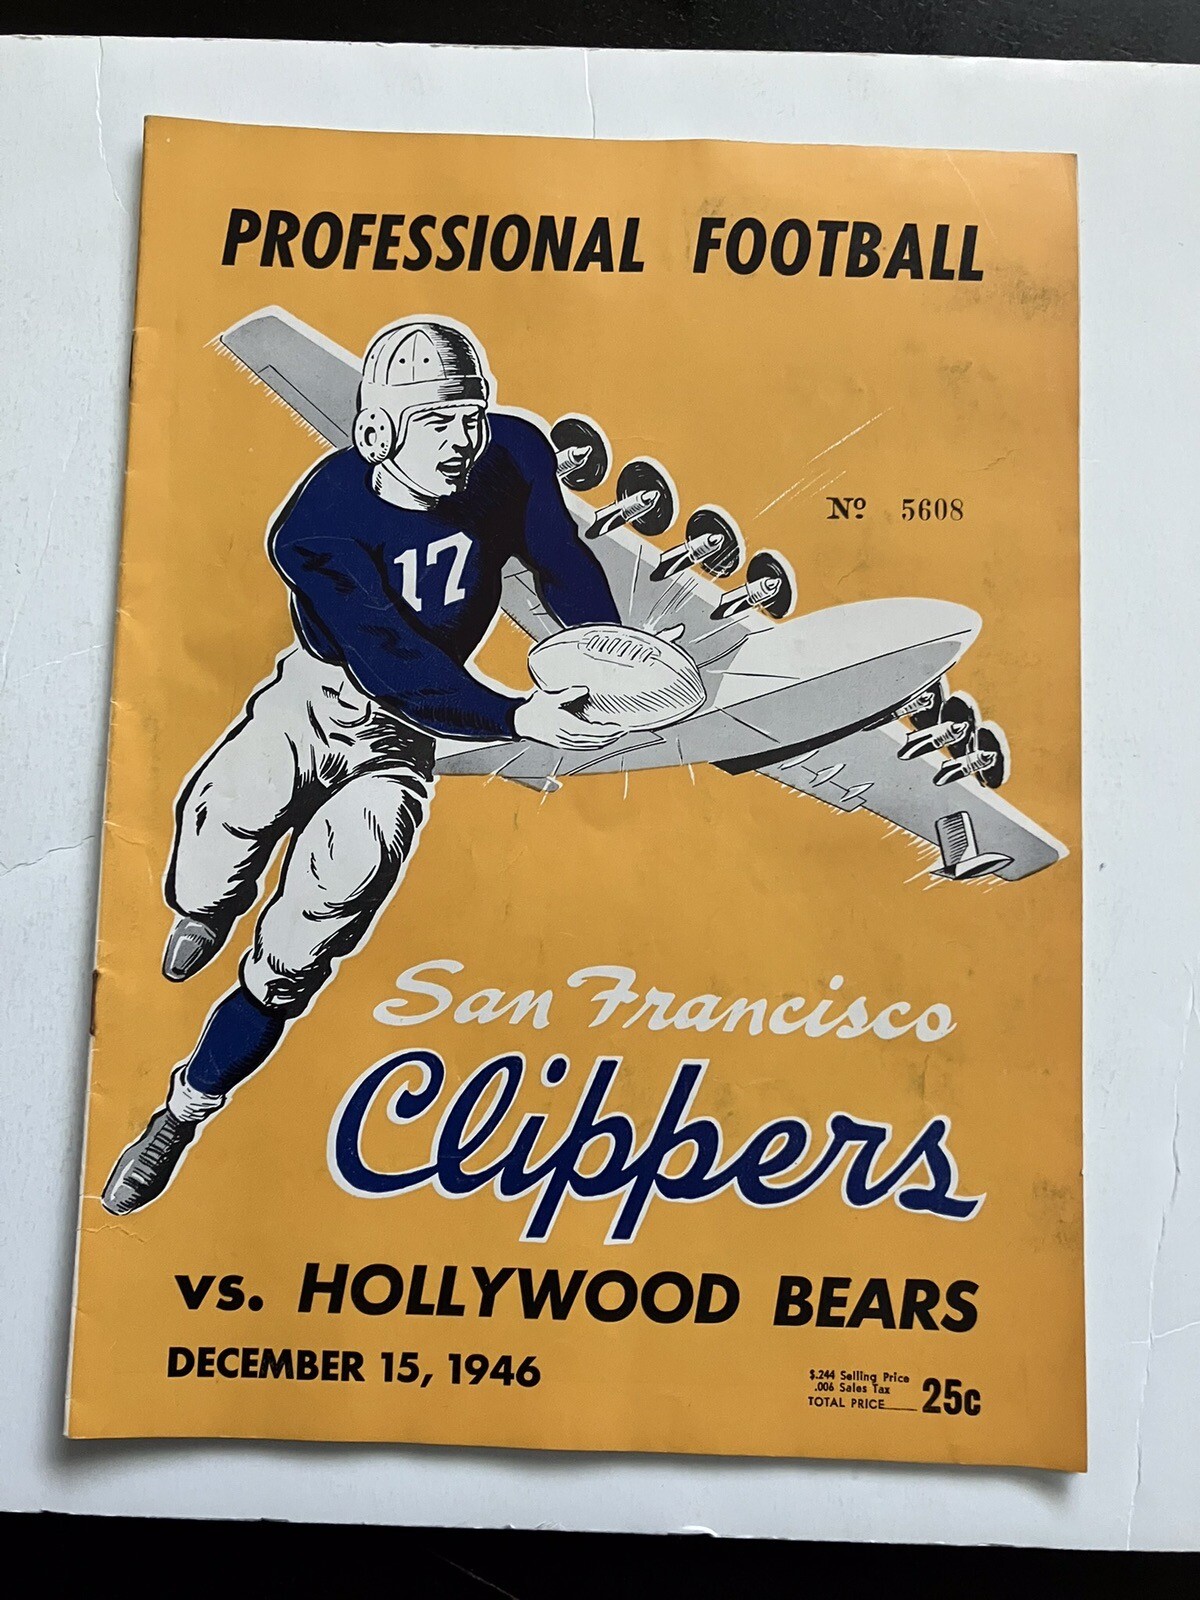 PROFESSIONAL FOOTBALL
Nº 5608
17
San Francisco
Clippers
vs. HOLLYWOOD BEARS
DECEMBER 15, 1946
$.244 Selling Price
.006 Sales Tax
TOTAL PRICE____ 25c